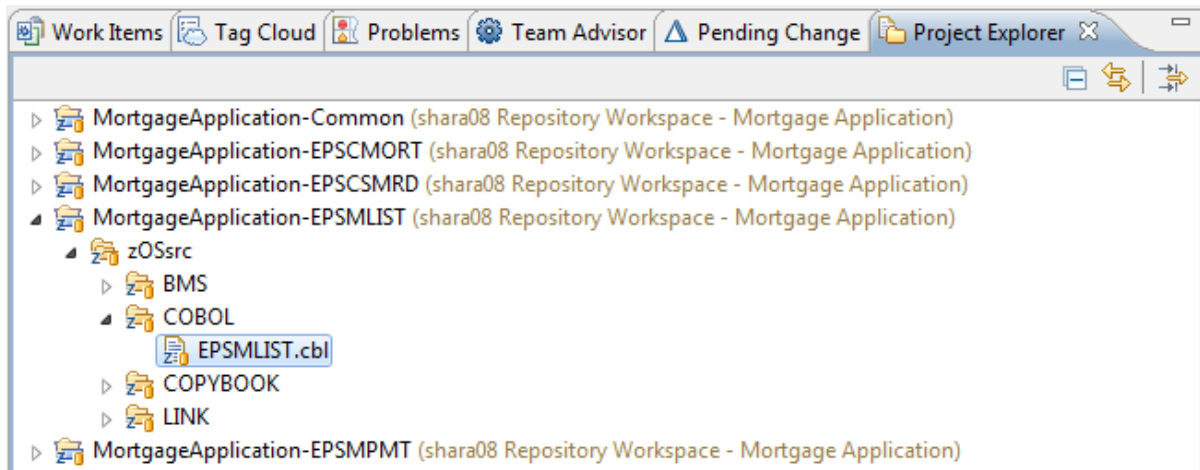 Work Items Tag Cloud Problems Team Advisor Pending Change Project Explorer
MortgageApplication-Common (shara08 Repository Workspace - Mortgage Application)
MortgageApplication-EPSCMORT (shara08 Repository Workspace - Mortgage Application)
MortgageApplication-EPSCSMRD (shara08 Repository Workspace - Mortgage Application)
MortgageApplication-EPSMLIST (shara08 Repository Workspace - Mortgage Application)
zOSsrc
BMS
COBOL
EPSMLIST.cbl
COPYBOOK
LINK
MortgageApplication-EPSMPMT (shara08 Repository Workspace - Mortgage Application)